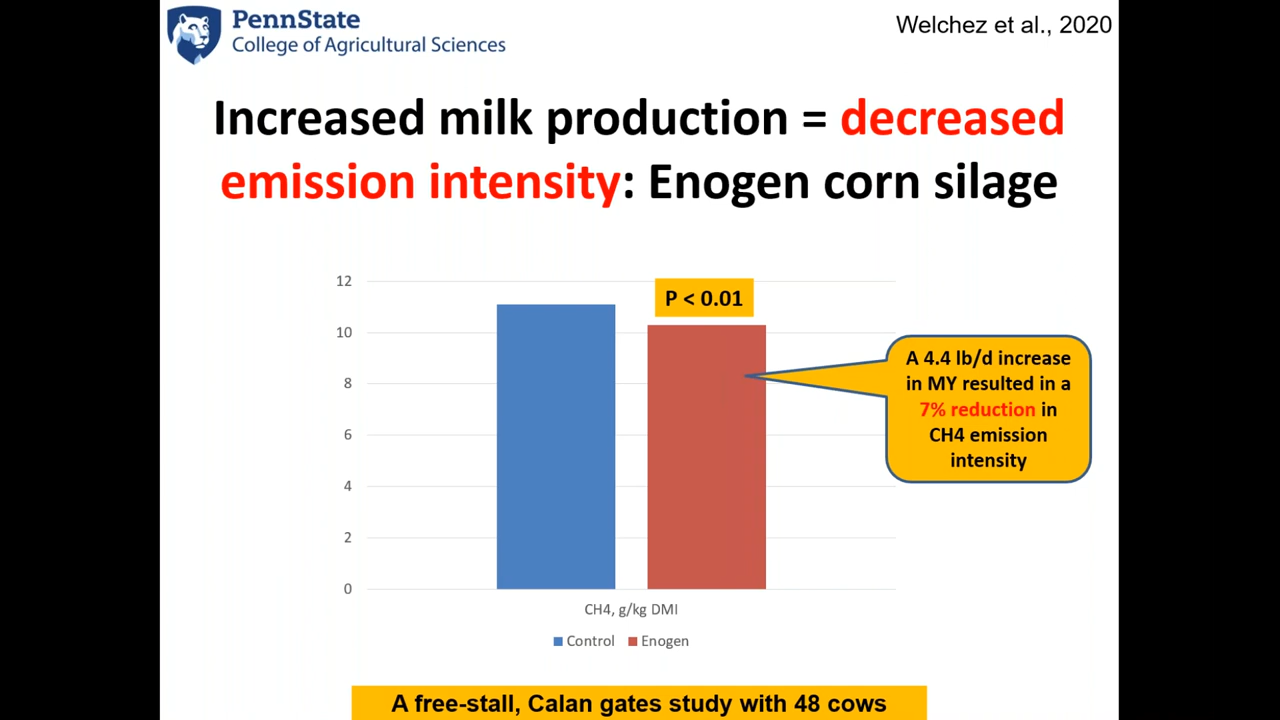 PennState
College of Agricultural Sciences
Welchez et al., 2020
Increased milk production = decreased
emission intensity: Enogen corn silage
12
10
8
6
4
2
0
P < 0.01
A 4.4 lb/d increase
in MY resulted in a
7% reduction in
CH4 emission
intensity
CH4, g/kg DMI
Control Enogen
A free-stall, Calan gates study with 48 cows